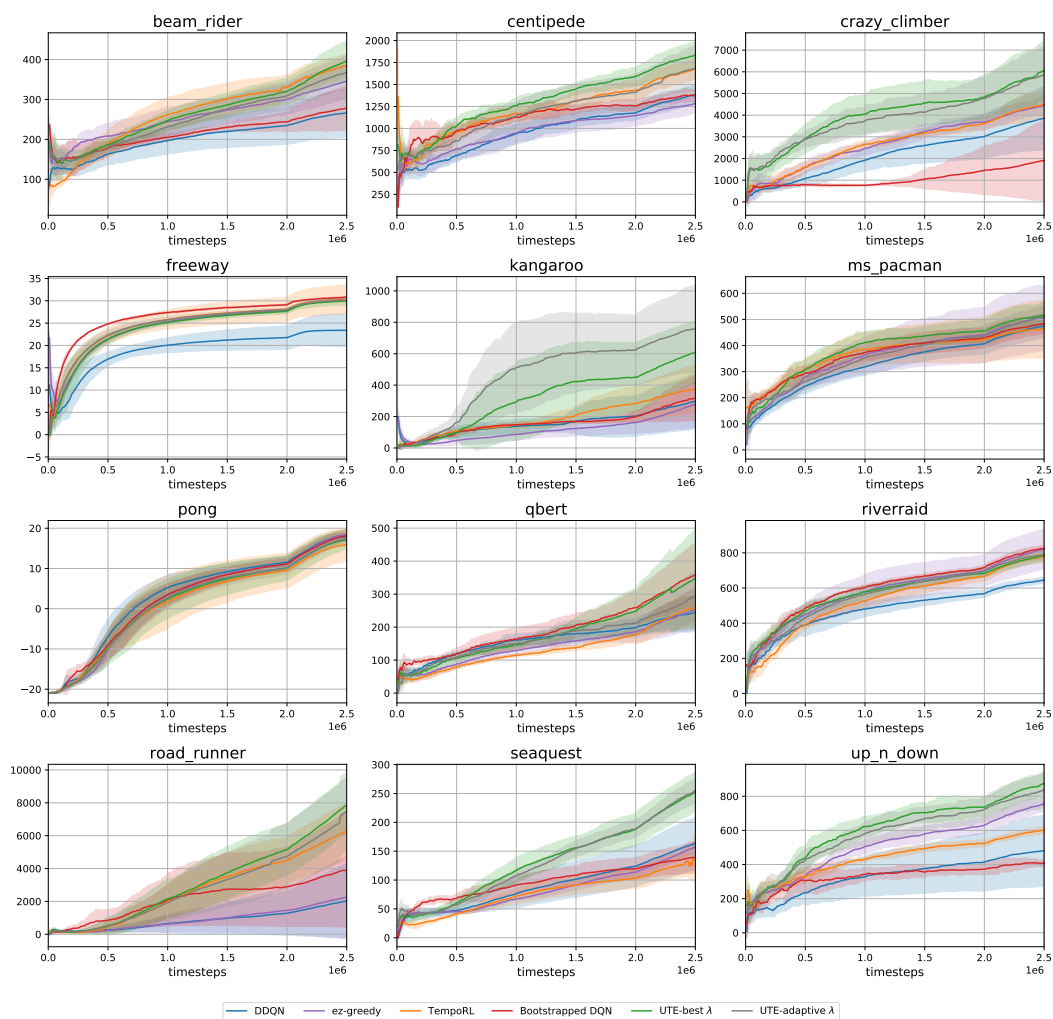 beam_rider
centipede
crazy_climber
400
300
200
100
2000
1750
1500
1250
1000
750
500
250
7000
6000
5000
4000
3000
2000
1000
0
0.0 0.5 1.0 1.5 2.0 2.5
0.0 0.5 1.0 1.5 2.0 2.5
0.0 0.5 1.0 1.5 2.0 2.5
timesteps 1e6
timesteps 1e6
timesteps 1e6
freeway
kangaroo
ms_pacman
35
30
25
20
15
10
5
0
−5
1000
800
600
400
200
0
600
500
400
300
200
100
0
0.0 0.5 1.0 1.5 2.0 2.5
0.0 0.5 1.0 1.5 2.0 2.5
0.0 0.5 1.0 1.5 2.0 2.5
timesteps 1e6
timesteps 1e6
timesteps 1e6
pong
qbert
riverraid
20
10
0
−10
−20
500
400
300
200
100
0
800
600
400
200
0
0.0 0.5 1.0 1.5 2.0 2.5
0.0 0.5 1.0 1.5 2.0 2.5
0.0 0.5 1.0 1.5 2.0 2.5
timesteps 1e6
timesteps 1e6
timesteps 1e6
road_runner
seaquest
up_n_down
10000
8000
6000
4000
2000
0
300
250
200
150
100
50
0
800
600
400
200
0
0.0 0.5 1.0 1.5 2.0 2.5
0.0 0.5 1.0 1.5 2.0 2.5
0.0 0.5 1.0 1.5 2.0 2.5
timesteps 1e6
timesteps 1e6
timesteps 1e6
DDQN ez-greedy TempoRL Bootstrapped DQN UTE-best λ UTE-adaptive λ